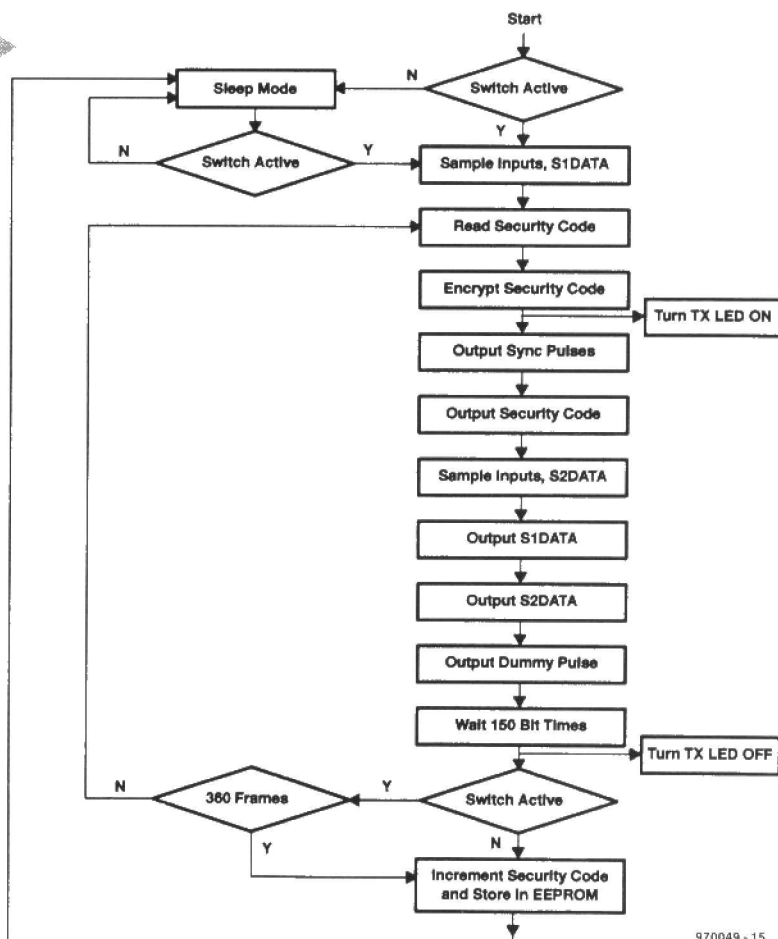 Start
Switch Active
N
Sleep Mode
Y
Switch Active
N
Y
Sample Inputs, S1DATA
Read Security Code
Encrypt Security Code
Turn TX LED ON
Output Sync Pulses
Output Security Code
Sample Inputs, S2DATA
Output S1DATA
Output S2DATA
Output Dummy Pulse
Wait 150 Bit Times
Turn TX LED OFF
Switch Active
Y
360 Frames
N
Y
N
Increment Security Code
and Store in EEPROM
970049 - 15